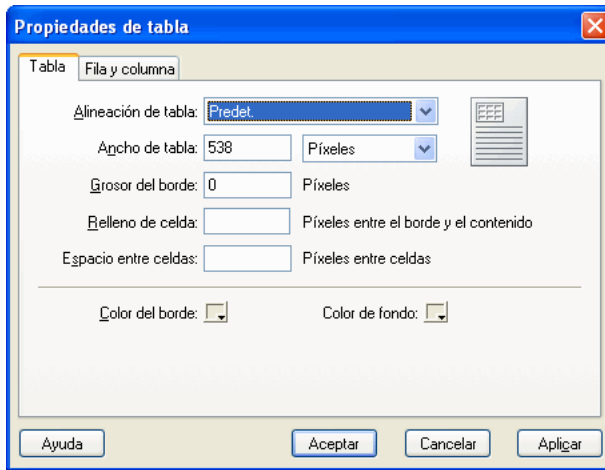 Propiedades de tabla
Tabla Fila y columna
Alineación de tabla: Predet.
Ancho de tabla: 538 Píxeles
Grosor del borde: 0 Píxeles
Relleno de celda: Píxeles entre el borde y el contenido
Espacio entre celdas: Píxeles entre celdas
Color del borde: Color de fondo:
Ayuda Aceptar Cancelar Aplicar